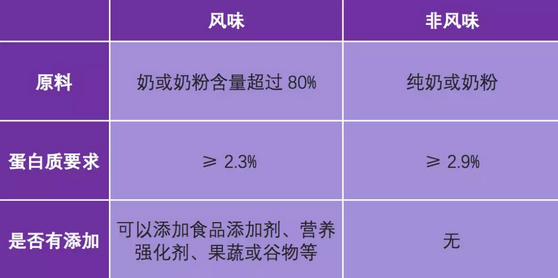 风味
非风味
原料
奶或奶粉含量超过 80%
纯奶或奶粉
蛋白质要求
≥ 2.3%
≥ 2.9%
是否有添加
可以添加食品添加剂、营养
强化剂、果蔬或谷物等
无